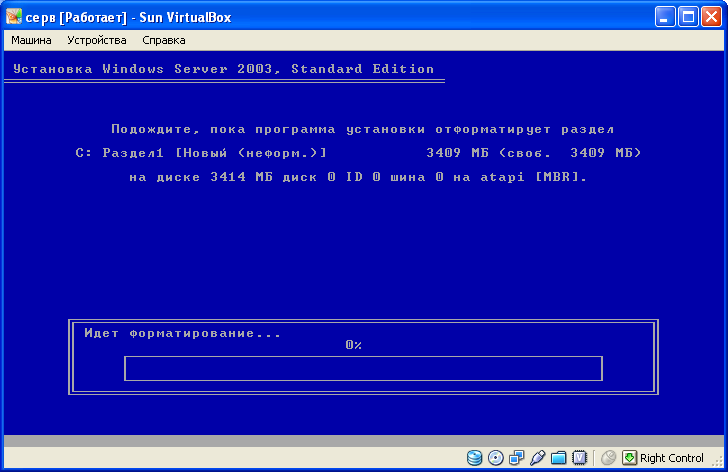 серв [Работает] - Sun VirtualBox
Машина Устройства Справка
Установка Windows Server 2003, Standard Edition
Подождите, пока программа установки отформатирует раздел
C: Раздел1 [Новый (неформ.)] 3409 МБ (своб. 3409 МБ)
на диске 3414 МБ диск 0 ID 0 шина 0 на atapi [MBR].
Идет форматирование...
0%
Right Control